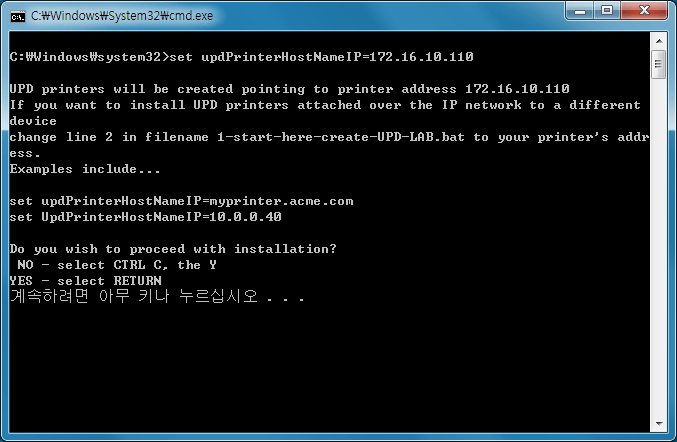 C:₩Windows₩System32₩cmd.exe
C:₩Windows₩system32>set updPrinterHostNameIP=172.16.10.110
UPD printers will be created pointing to printer address 172.16.10.110
If you want to install UPD printers attached over the IP network to a different
device
change line 2 in filename 1-start-here-create-UPD-LAB.bat to your printer's addr
ess.
Examples include...
set updPrinterHostNameIP=myprinter.acme.com
set UpdPrinterHostNameIP=10.0.0.40
Do you wish to proceed with installation?
 NO - select CTRL C, the Y
YES - select RETURN
계속하려면 아무 키나 누르십시오 . . .